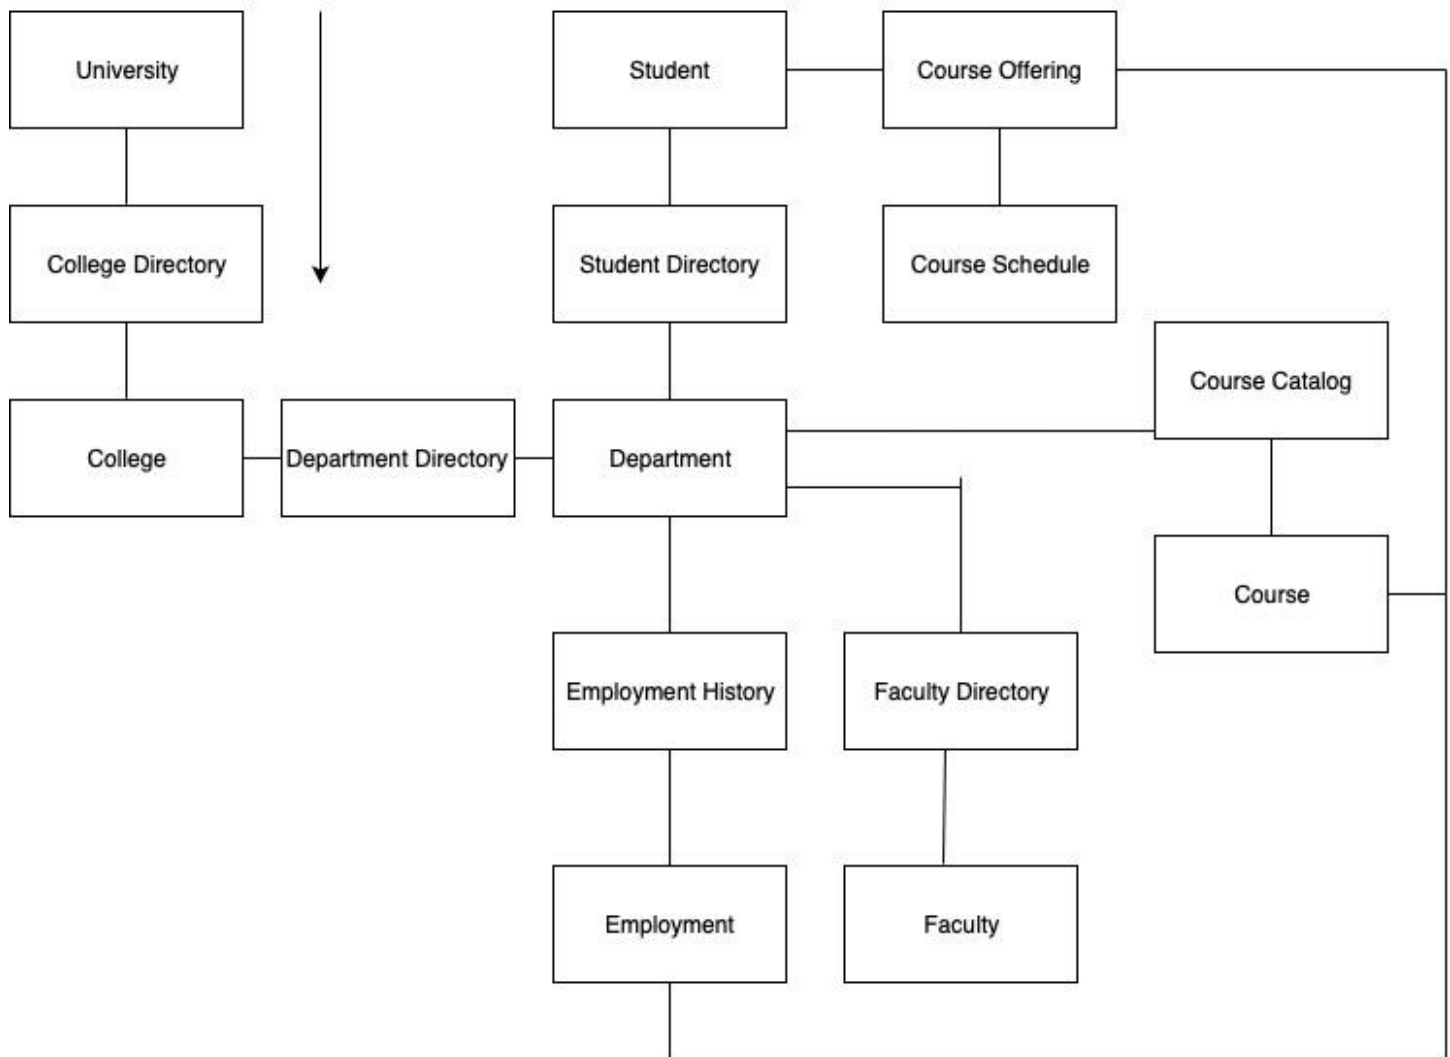 University
Student
Course Offering
College Directory
Student Directory
Course Schedule
Course Catalog
College
Department Directory
Department
Course
Employment History
Faculty Directory
Employment
Faculty